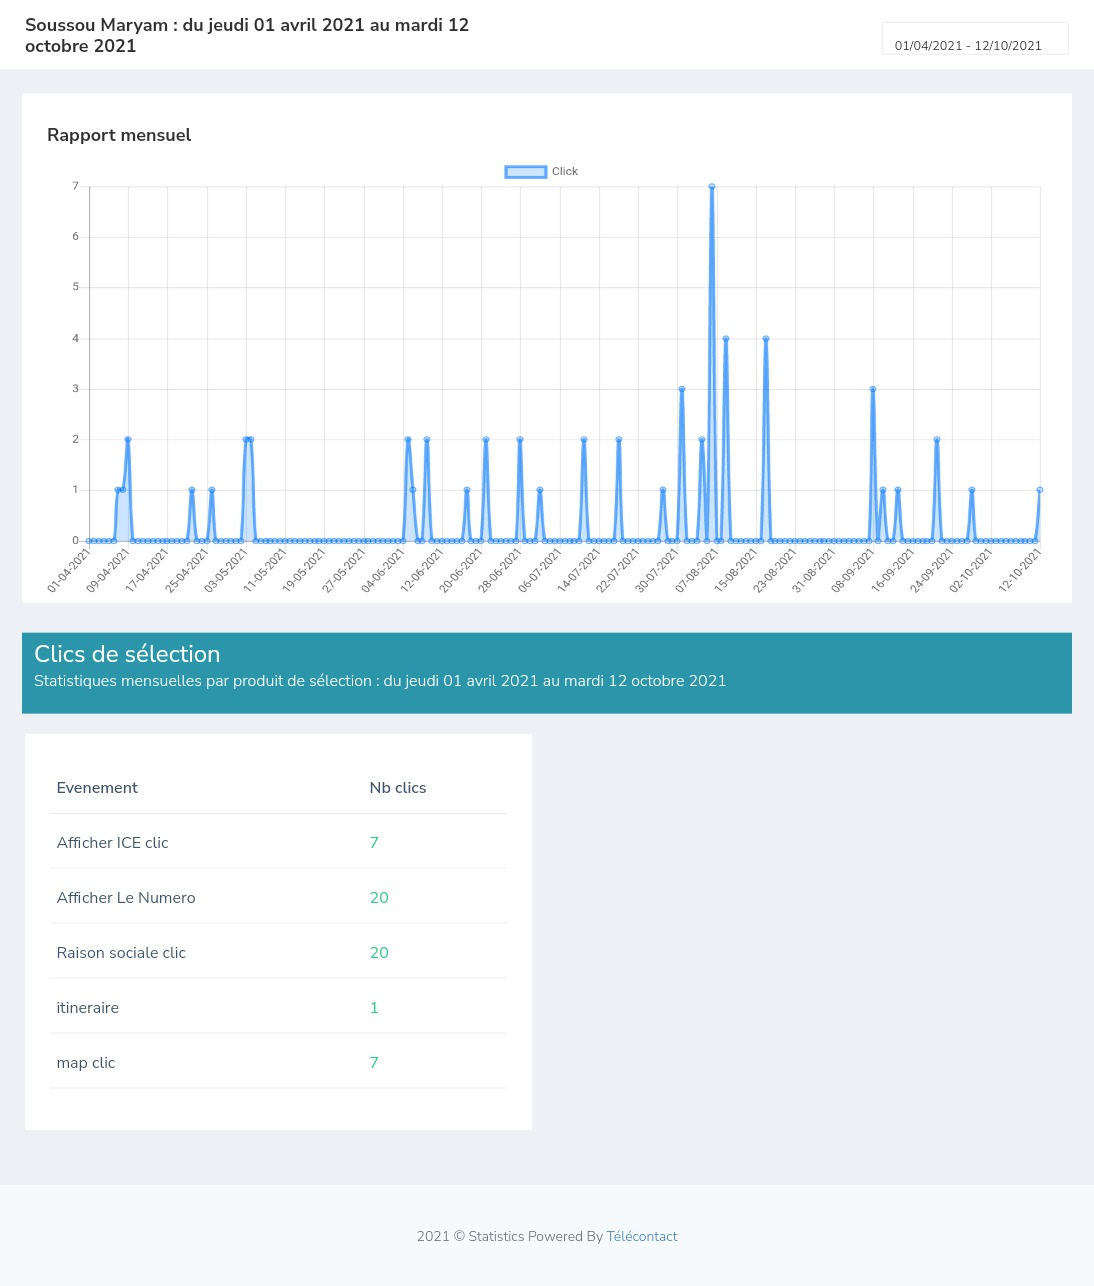 Soussou Maryam : du jeudi 01 avril 2021 au mardi 12
octobre 2021
01/04/2021 - 12/10/2021
Rapport mensuel
Click
7
6
5
4
3
2
1
0
01-04-2021
09-04-2021
17-04-2021
25-04-2021
03-05-2021
11-05-2021
19-05-2021
27-05-2021
04-06-2021
12-06-2021
20-06-2021
28-06-2021
06-07-2021
14-07-2021
22-07-2021
30-07-2021
07-08-2021
15-08-2021
23-08-2021
31-08-2021
08-09-2021
16-09-2021
24-09-2021
02-10-2021
12-10-2021
Clics de sélection
Statistiques mensuelles par produit de sélection : du jeudi 01 avril 2021 au mardi 12 octobre 2021
Evenement Nb clics
Afficher ICE clic 7
Afficher Le Numero 20
Raison sociale clic 20
itineraire 1
map clic 7
2021 © Statistics Powered By Télécontact